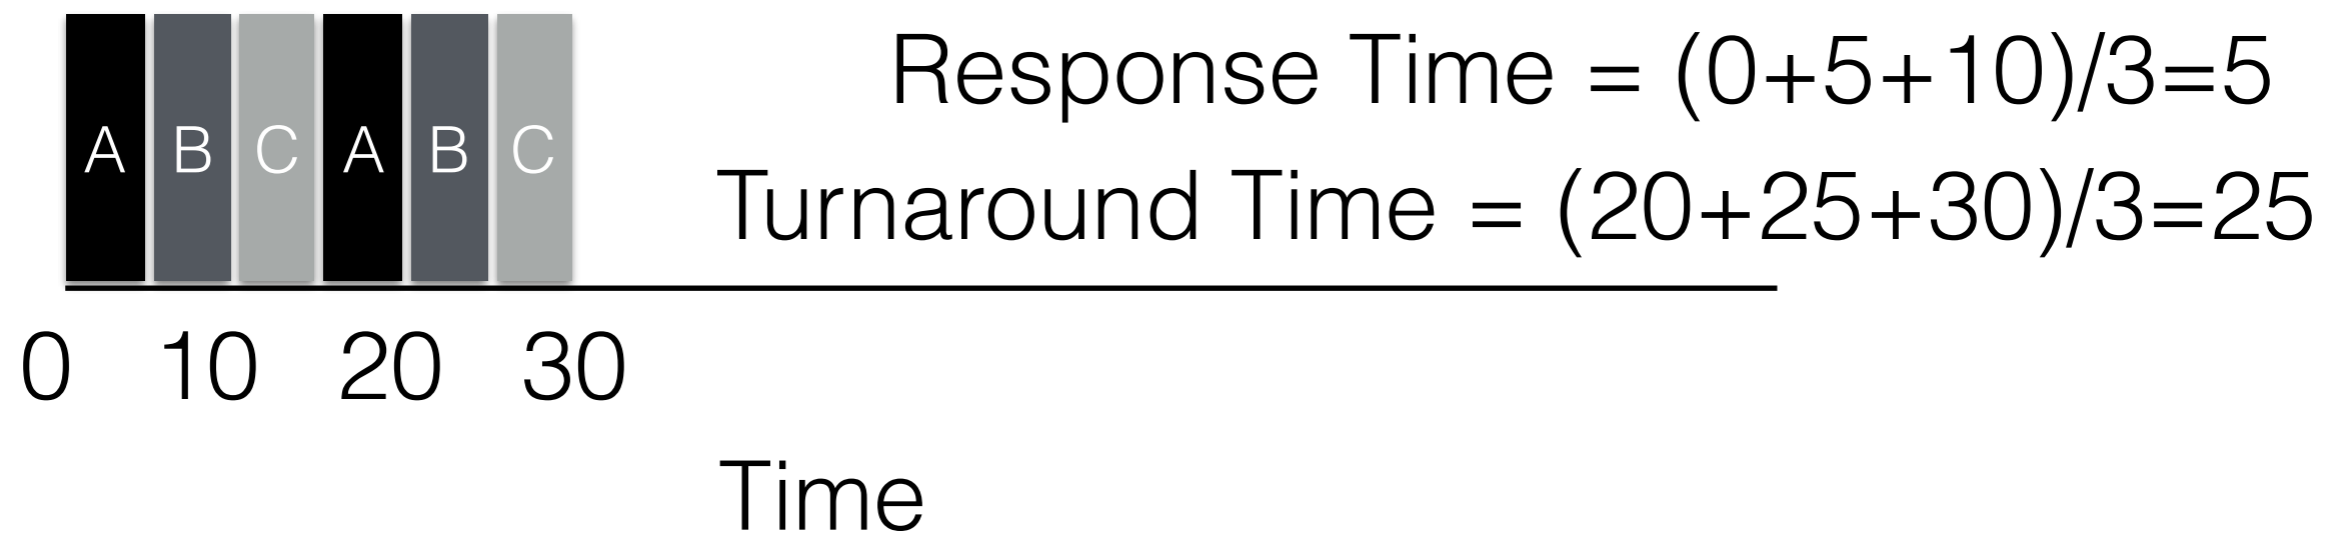 Response Time = (0+5+10)/3=5
A B C A B C
Turnaround Time = (20+25+30)/3=25
0 10 20 30
Time